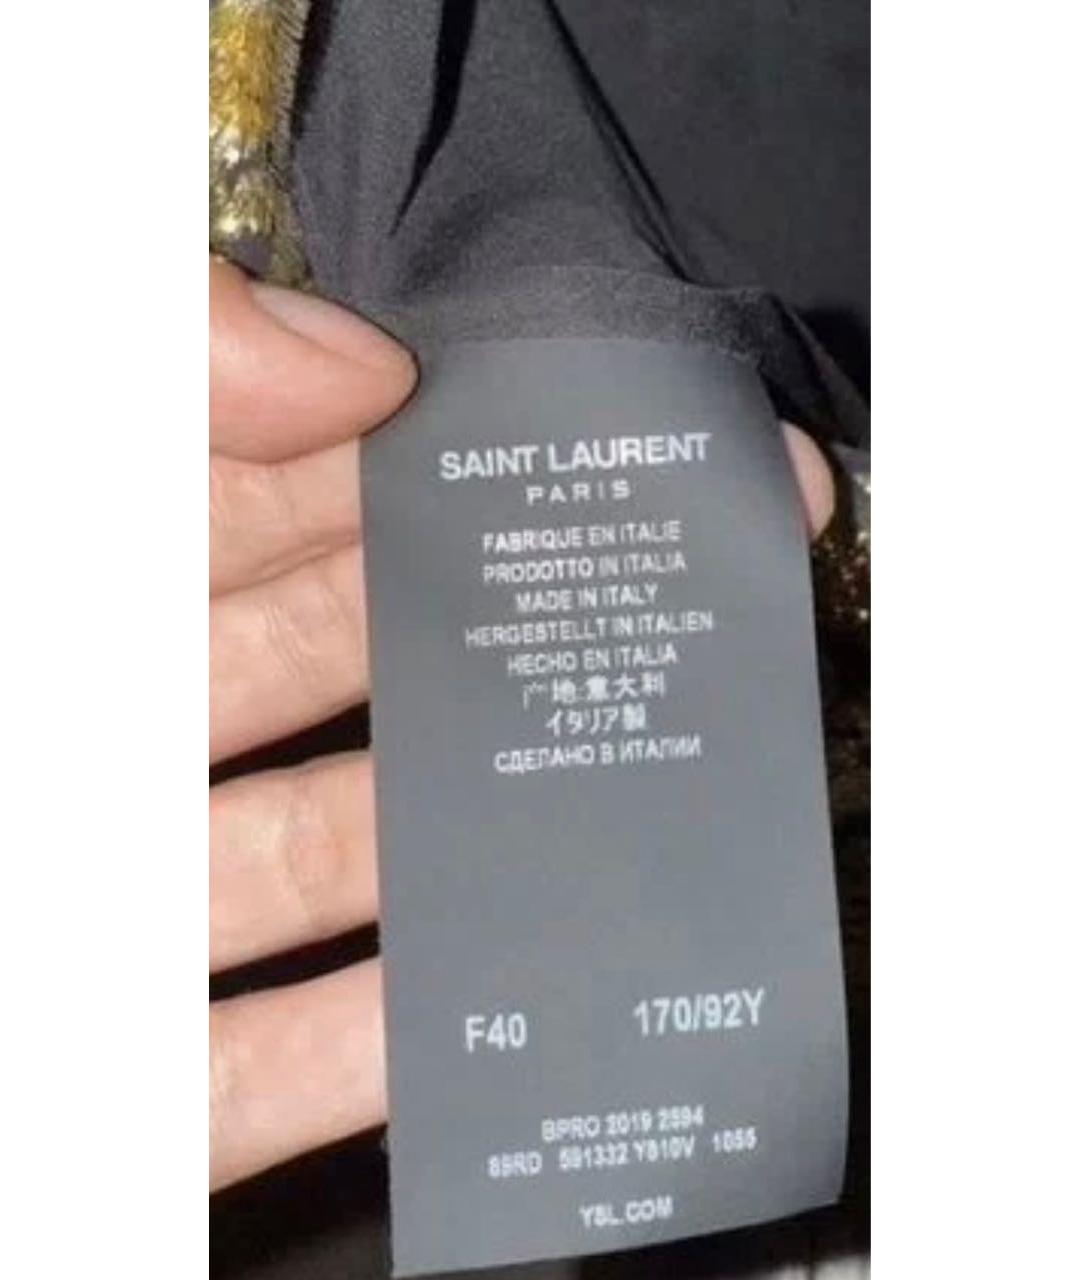 SAINT LAURENT
PARIS
FABRIQUE EN ITALIE
PRODOTTO IN ITALIA
MADE IN ITALY
HERGESTELLT IN ITALIEN
HECHO EN ITALIA
产地:意大利
イタリア製
СДЕЛАНО В ИТАЛИИ
F40 170/92Y
BPRO 2019 2594
591332 1055
YSL.COM